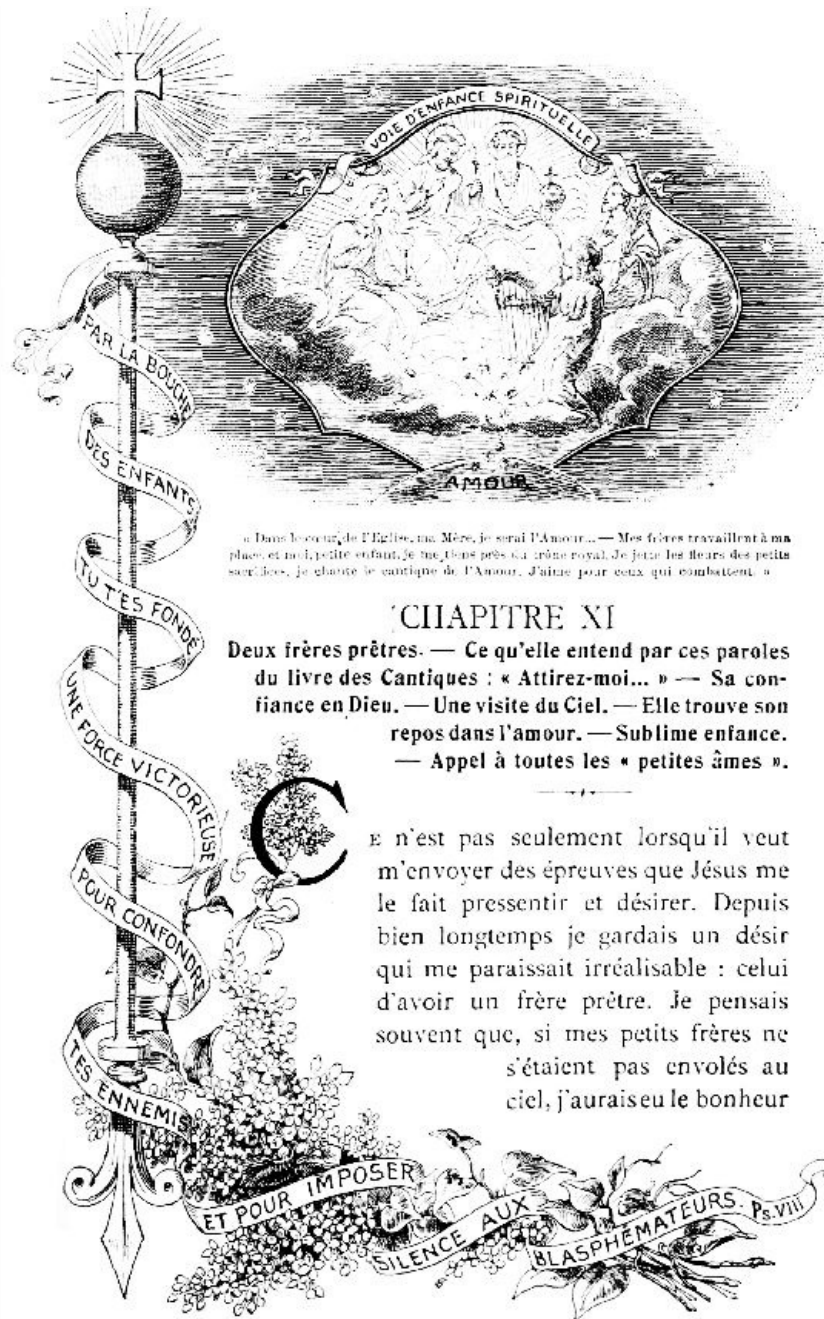 VOIE D'ENFANCE SPIRITUELLE
AMOUR
« Dans le cœur de l'Eglise, ma Mère, je serai l'Amour... — Mes frères travaillent à ma
place, et moi, petite enfant, je me tiens près du trône royal. Je jette les fleurs des petits
sacrifices, je chante le cantique de l'Amour. J'aime pour ceux qui combattent. »
CHAPITRE XI
Deux frères prêtres. — Ce qu'elle entend par ces paroles
du livre des Cantiques : « Attirez-moi... » — Sa con-
fiance en Dieu. — Une visite du Ciel. — Elle trouve son
repos dans l'amour. — Sublime enfance.
— Appel à toutes les « petites âmes ».
CE n'est pas seulement lorsqu'il veut
m'envoyer des épreuves que Jésus me
le fait pressentir et désirer. Depuis
bien longtemps je gardais un désir
qui me paraissait irréalisable : celui
d'avoir un frère prêtre. Je pensais
souvent que, si mes petits frères ne
s'étaient pas envolés au
ciel, j'aurais eu le bonheur
PAR LA BOUCHE
DES ENFANTS
TU T'ES FONDÉ
UNE FORCE VICTORIEUSE
POUR CONFONDRE
TES ENNEMIS
ET POUR IMPOSER
SILENCE AUX
BLASPHÉMATEURS. Ps. VIII